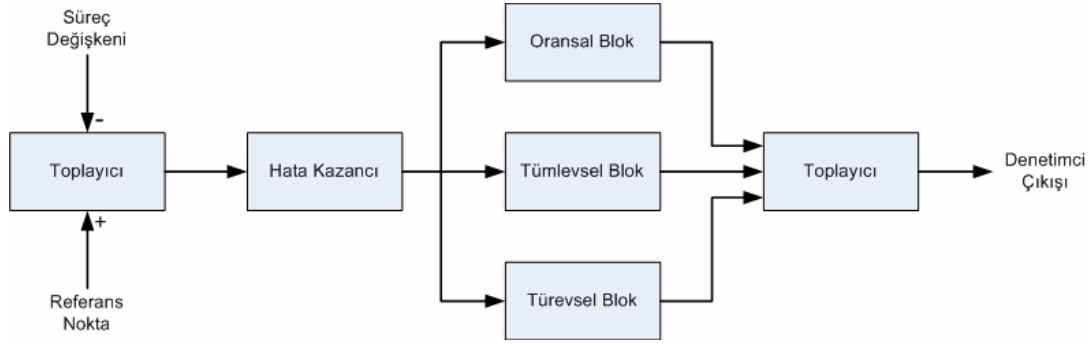 Süreç
Değişkeni
-
Toplayıcı
+
Referans
Nokta
Hata Kazancı
Oransal Blok
Tümlevsel Blok
Türevsel Blok
Toplayıcı
Denetimci
Çıkışı